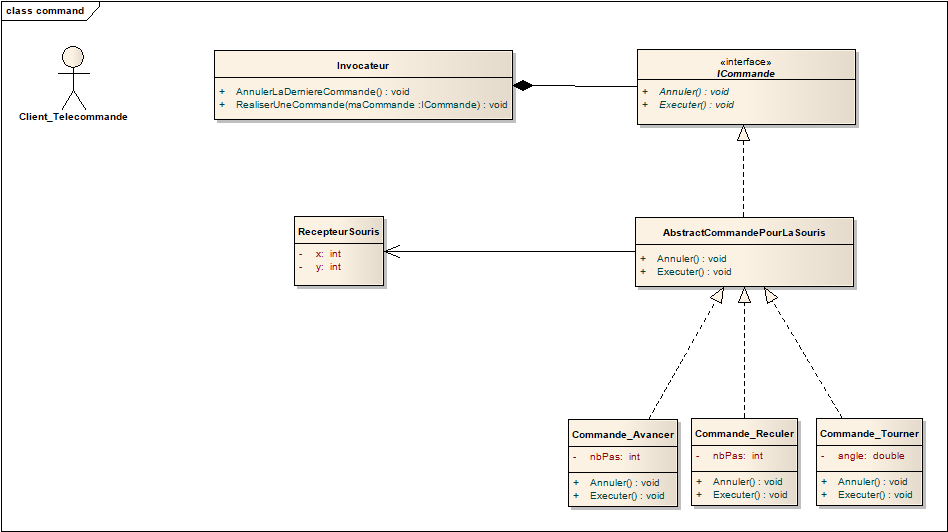 class command
Client_Telecommande
Invocateur
+ AnnulerLaDerniereCommande() : void
+ RealiserUneCommande(maCommande :ICommande) : void
«interface»
ICommande
+ Annuler() : void
+ Executer() : void
RecepteurSouris
- x: int
- y: int
AbstractCommandePourLaSouris
+ Annuler() : void
+ Executer() : void
Commande_Avancer
- nbPas: int
+ Annuler() : void
+ Executer() : void
Commande_Reculer
- nbPas: int
+ Annuler() : void
+ Executer() : void
Commande_Tourner
- angle: double
+ Annuler() : void
+ Executer() : void